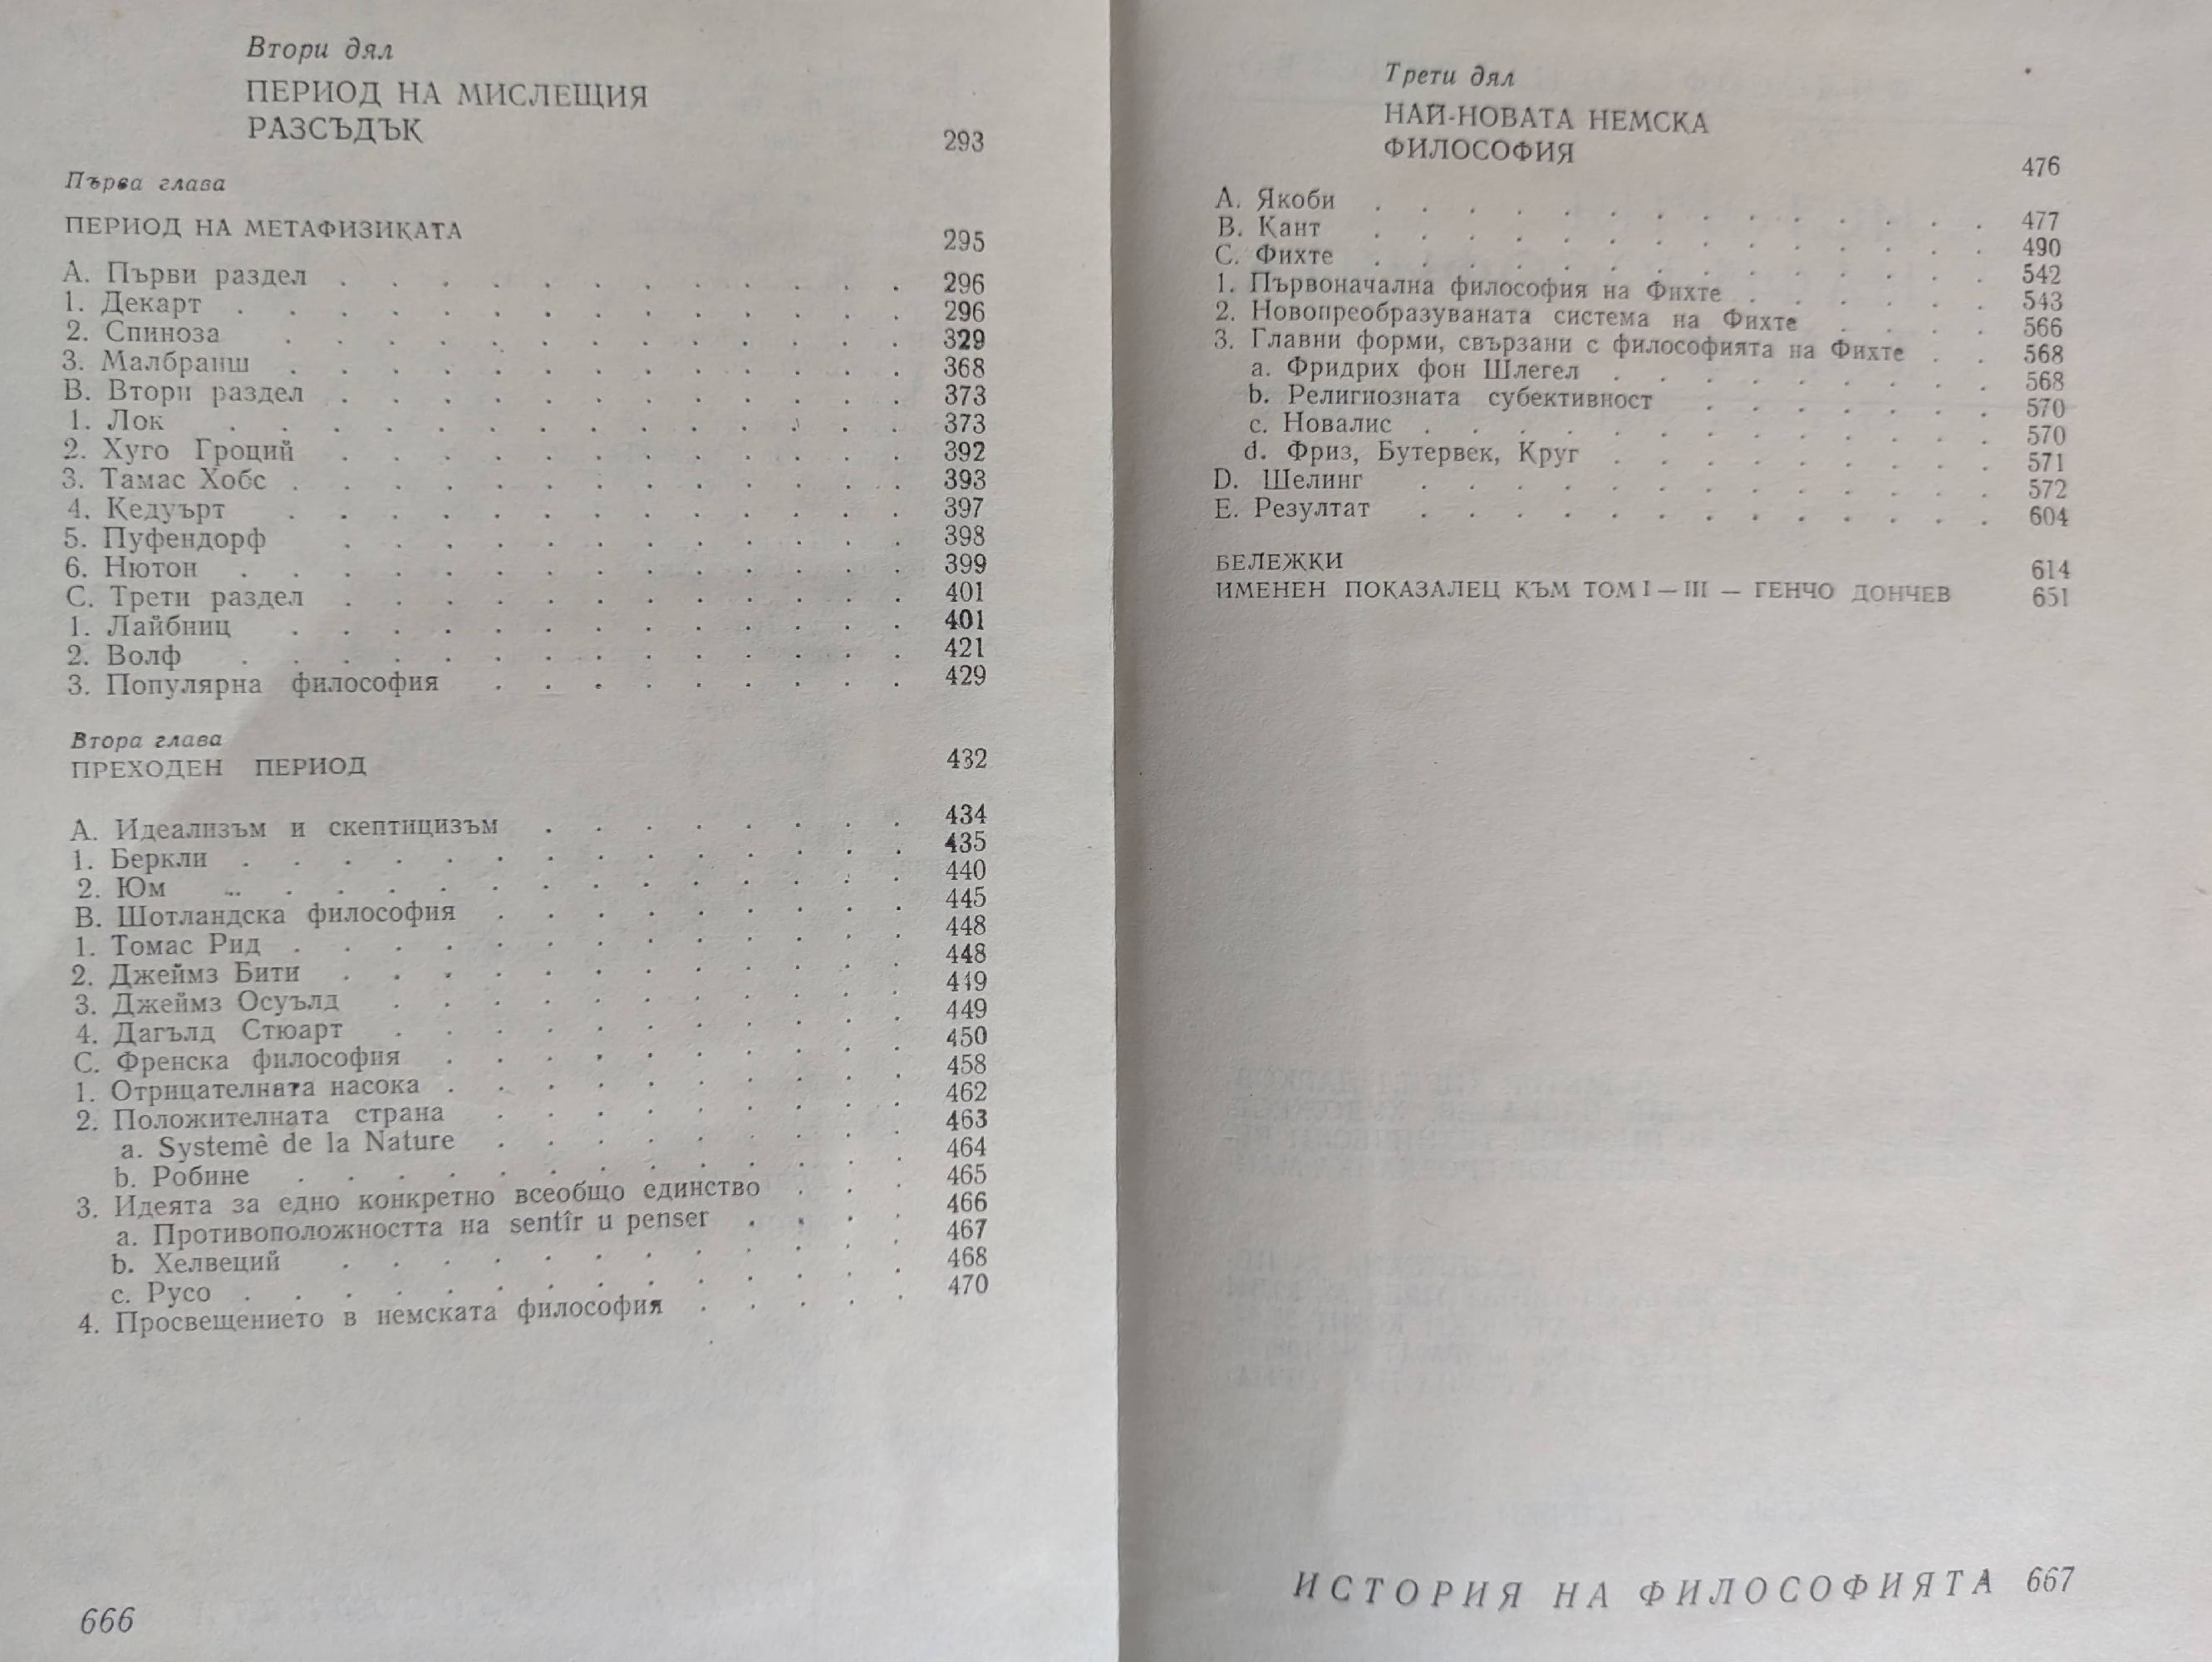 Втори дял
ПЕРИОД НА МИСЛЕЩИЯ
РАЗСЪДЪК 293
Първа глава
ПЕРИОД НА МЕТАФИЗИКАТА 295
A. Първи раздел 296
1. Декарт 296
2. Спиноза 329
3. Малбранш 368
B. Втори раздел 373
1. Лок 373
2. Хуго Гроций 392
3. Тамас Хобс 393
4. Кедуърт 397
5. Пуфендорф 398
6. Нютон 399
C. Трети раздел 401
1. Лайбниц 401
2. Волф 421
3. Популярна философия 429
Втора глава
ПРЕХОДЕН ПЕРИОД 432
A. Идеализъм и скептицизъм 434
1. Беркли 435
2. Юм 440
B. Шотландска философия 445
1. Томас Рид 448
2. Джеймз Бити 448
3. Джеймз Осуълд 449
4. Дагълд Стюарт 449
C. Френска философия 450
1. Отрицателната насока 458
2. Положителната страна 462
a. Systemè de la Nature 463
b. Робине 464
3. Идеята за едно конкретно всеобщо единство 465
a. Противоположността на sentîr и penser 466
b. Хелвеций 467
c. Русо 468
4. Просвещението в немската философия 470
666
Трети дял
НАЙ-НОВАТА НЕМСКА
ФИЛОСОФИЯ 476
A. Якоби 477
B. Кант 490
C. Фихте 542
1. Първоначална философия на Фихте 543
2. Новопреобразуваната система на Фихте 566
3. Главни форми, свързани с философията на Фихте 568
a. Фридрих фон Шлегел 568
b. Религиозната субективност 570
c. Новалис 570
d. Фриз, Бутервек, Круг 571
D. Шелинг 572
E. Резултат 604
БЕЛЕЖКИ 614
ИМЕНЕН ПОКАЗАЛЕЦ КЪМ ТОМ I — III — ГЕНЧО ДОНЧЕВ 651
ИСТОРИЯ НА ФИЛОСОФИЯТА 667